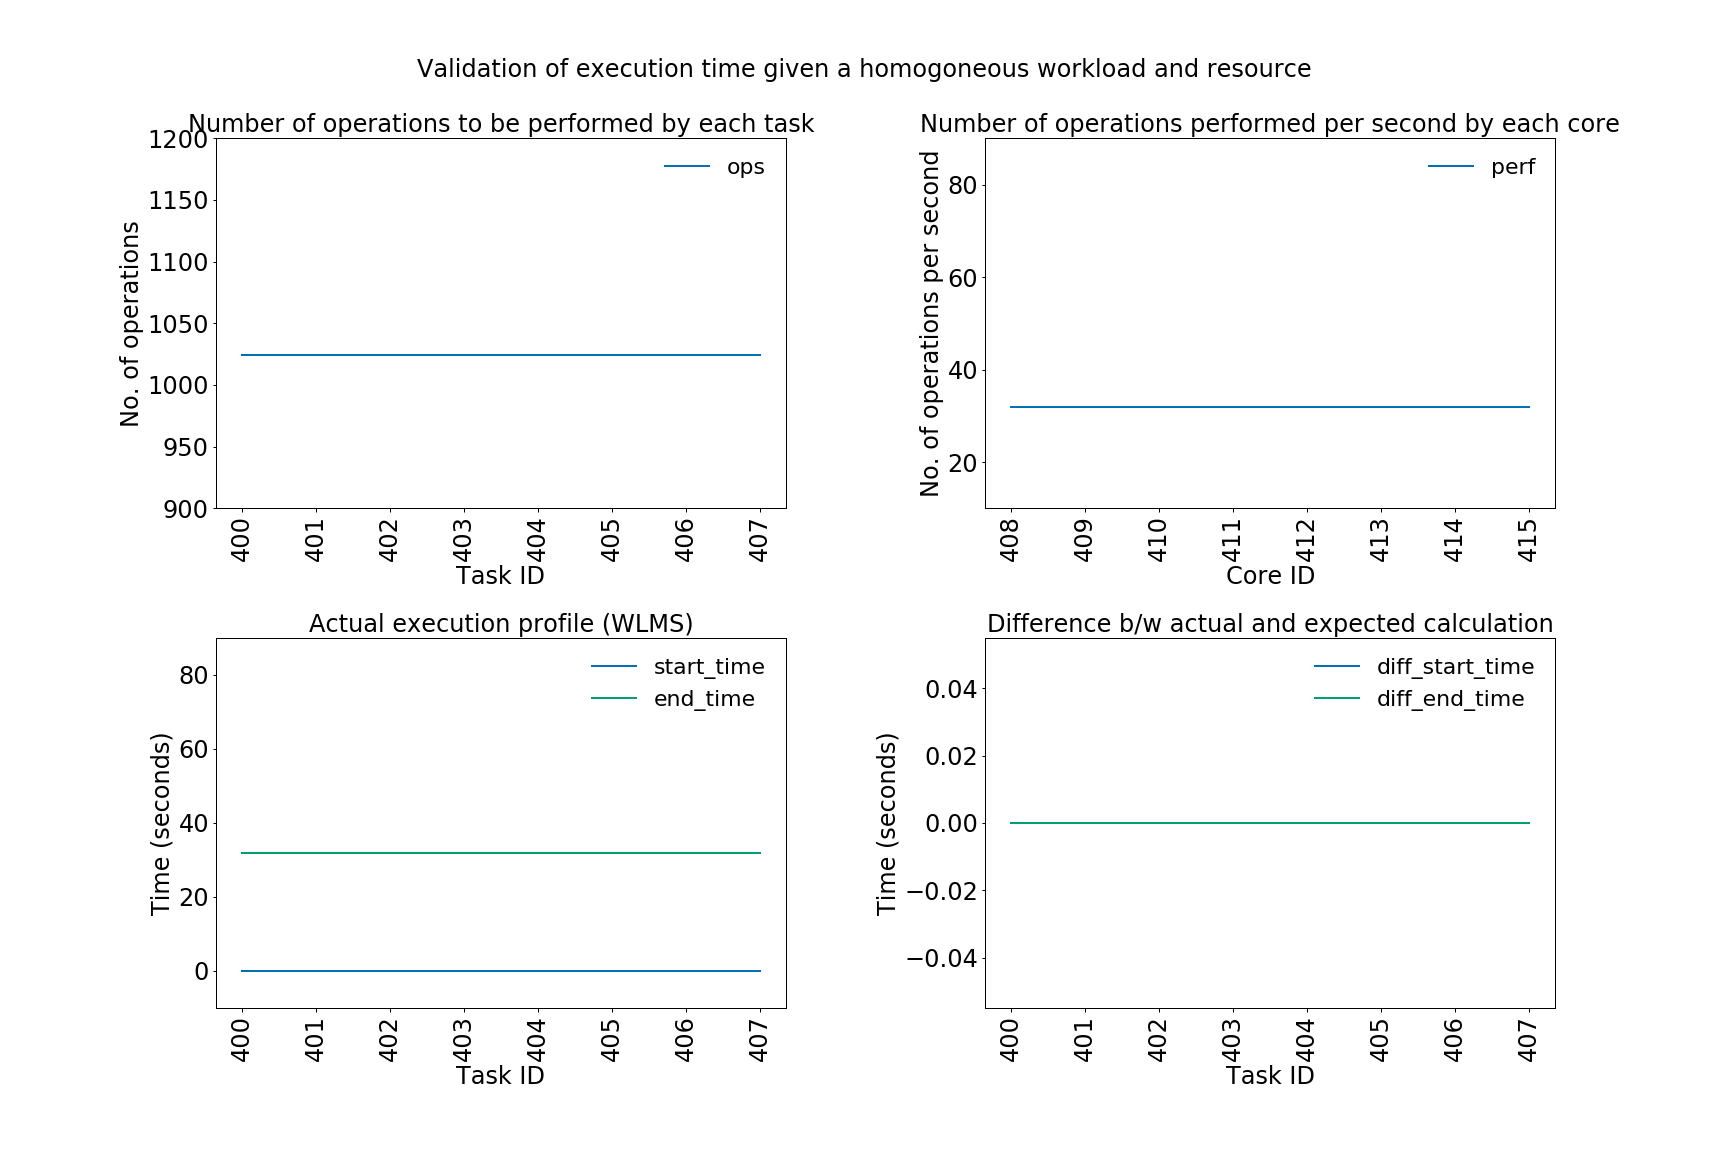 Validation of execution time given a homogoneous workload and resource
Number of operations to be performed by each task
No. of operations
1200
1150
1100
1050
1000
950
900
ops
400
401
402
403
404
405
406
407
Task ID
Number of operations performed per second by each core
No. of operations per second
80
60
40
20
perf
408
409
410
411
412
413
414
415
Core ID
Actual execution profile (WLMS)
Time (seconds)
80
60
40
20
0
start_time
end_time
400
401
402
403
404
405
406
407
Task ID
Difference b/w actual and expected calculation
Time (seconds)
0.04
0.02
0.00
−0.02
−0.04
diff_start_time
diff_end_time
400
401
402
403
404
405
406
407
Task ID